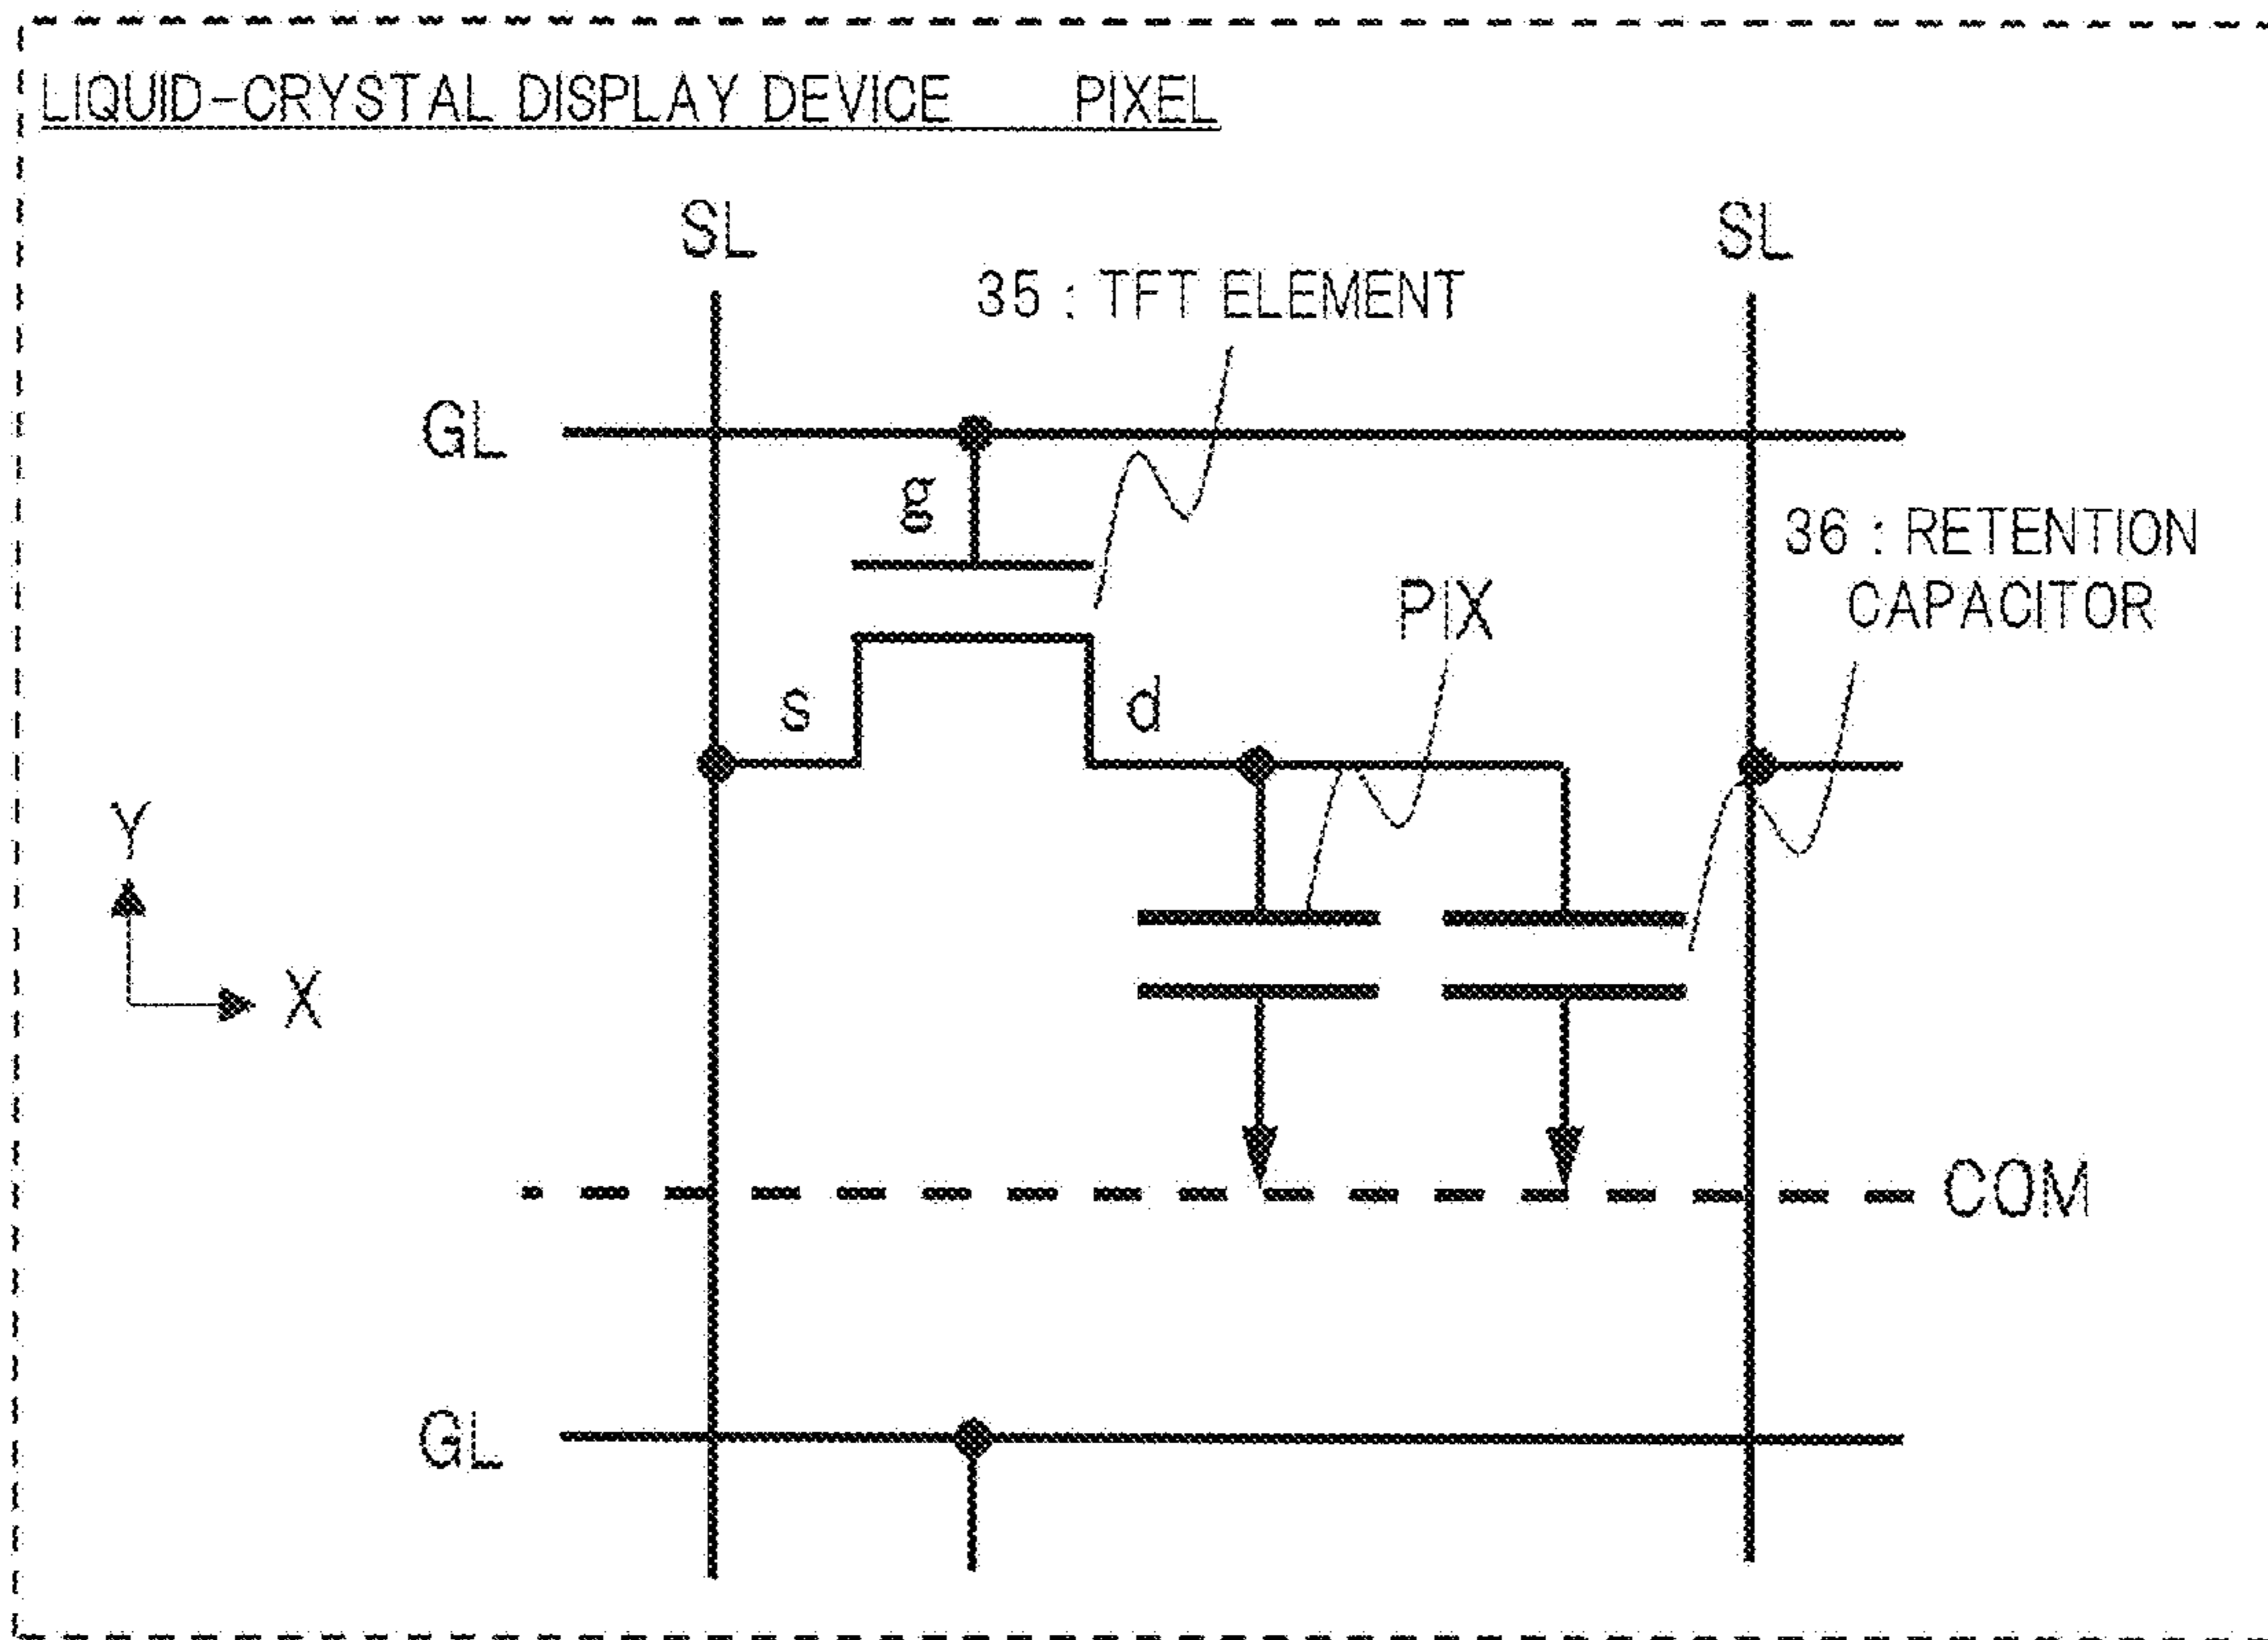 LIQUID-CRYSTAL DISPLAY DEVICE PIXEL
SL
SL
35 : TFT ELEMENT
GL
g
36 : RETENTION
CAPACITOR
PIX
s
d
Y
X
COM
GL